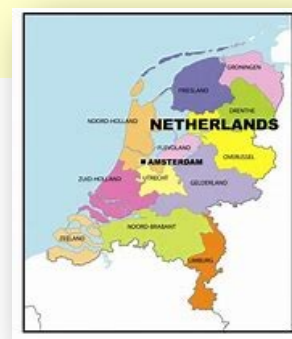 GRONINGEN
FRIESLAND
DRENTHE
NOORD-HOLLAND
NETHERLANDS
FLEVOLAND
AMSTERDAM
OVERIJSSEL
UTRECHT
ZUID-HOLLAND
GELDERLAND
NOORD-BRABANT
ZEELAND
LIMBURG